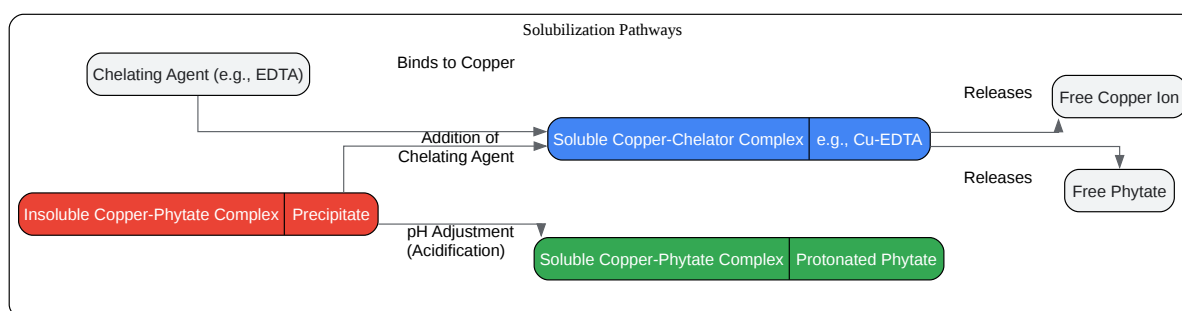 Solubilization Pathways
Chelating Agent (e.g., EDTA)
Binds to Copper
Releases
Free Copper Ion
Addition of
Chelating Agent
Soluble Copper-Chelator Complex
e.g., Cu-EDTA
Releases
Free Phytate
Insoluble Copper-Phytate Complex
Precipitate
pH Adjustment
(Acidification)
Soluble Copper-Phytate Complex
Protonated Phytate